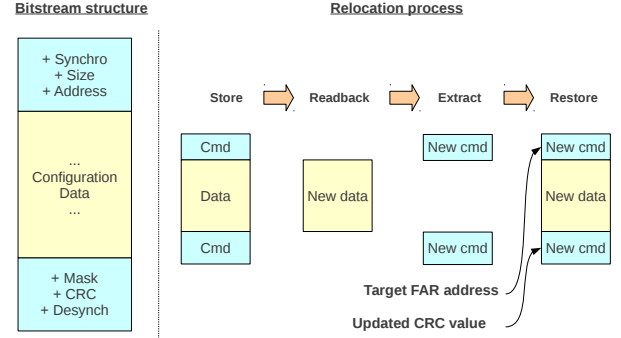 Bitstream structure
Relocation process
+ Synchro
+ Size
+ Address
...
Configuration
Data
...
+ Mask
+ CRC
+ Desynch
Store
Readback
Extract
Restore
Cmd
New cmd
New cmd
Data
New data
New data
Cmd
New cmd
New cmd
Target FAR address
Updated CRC value